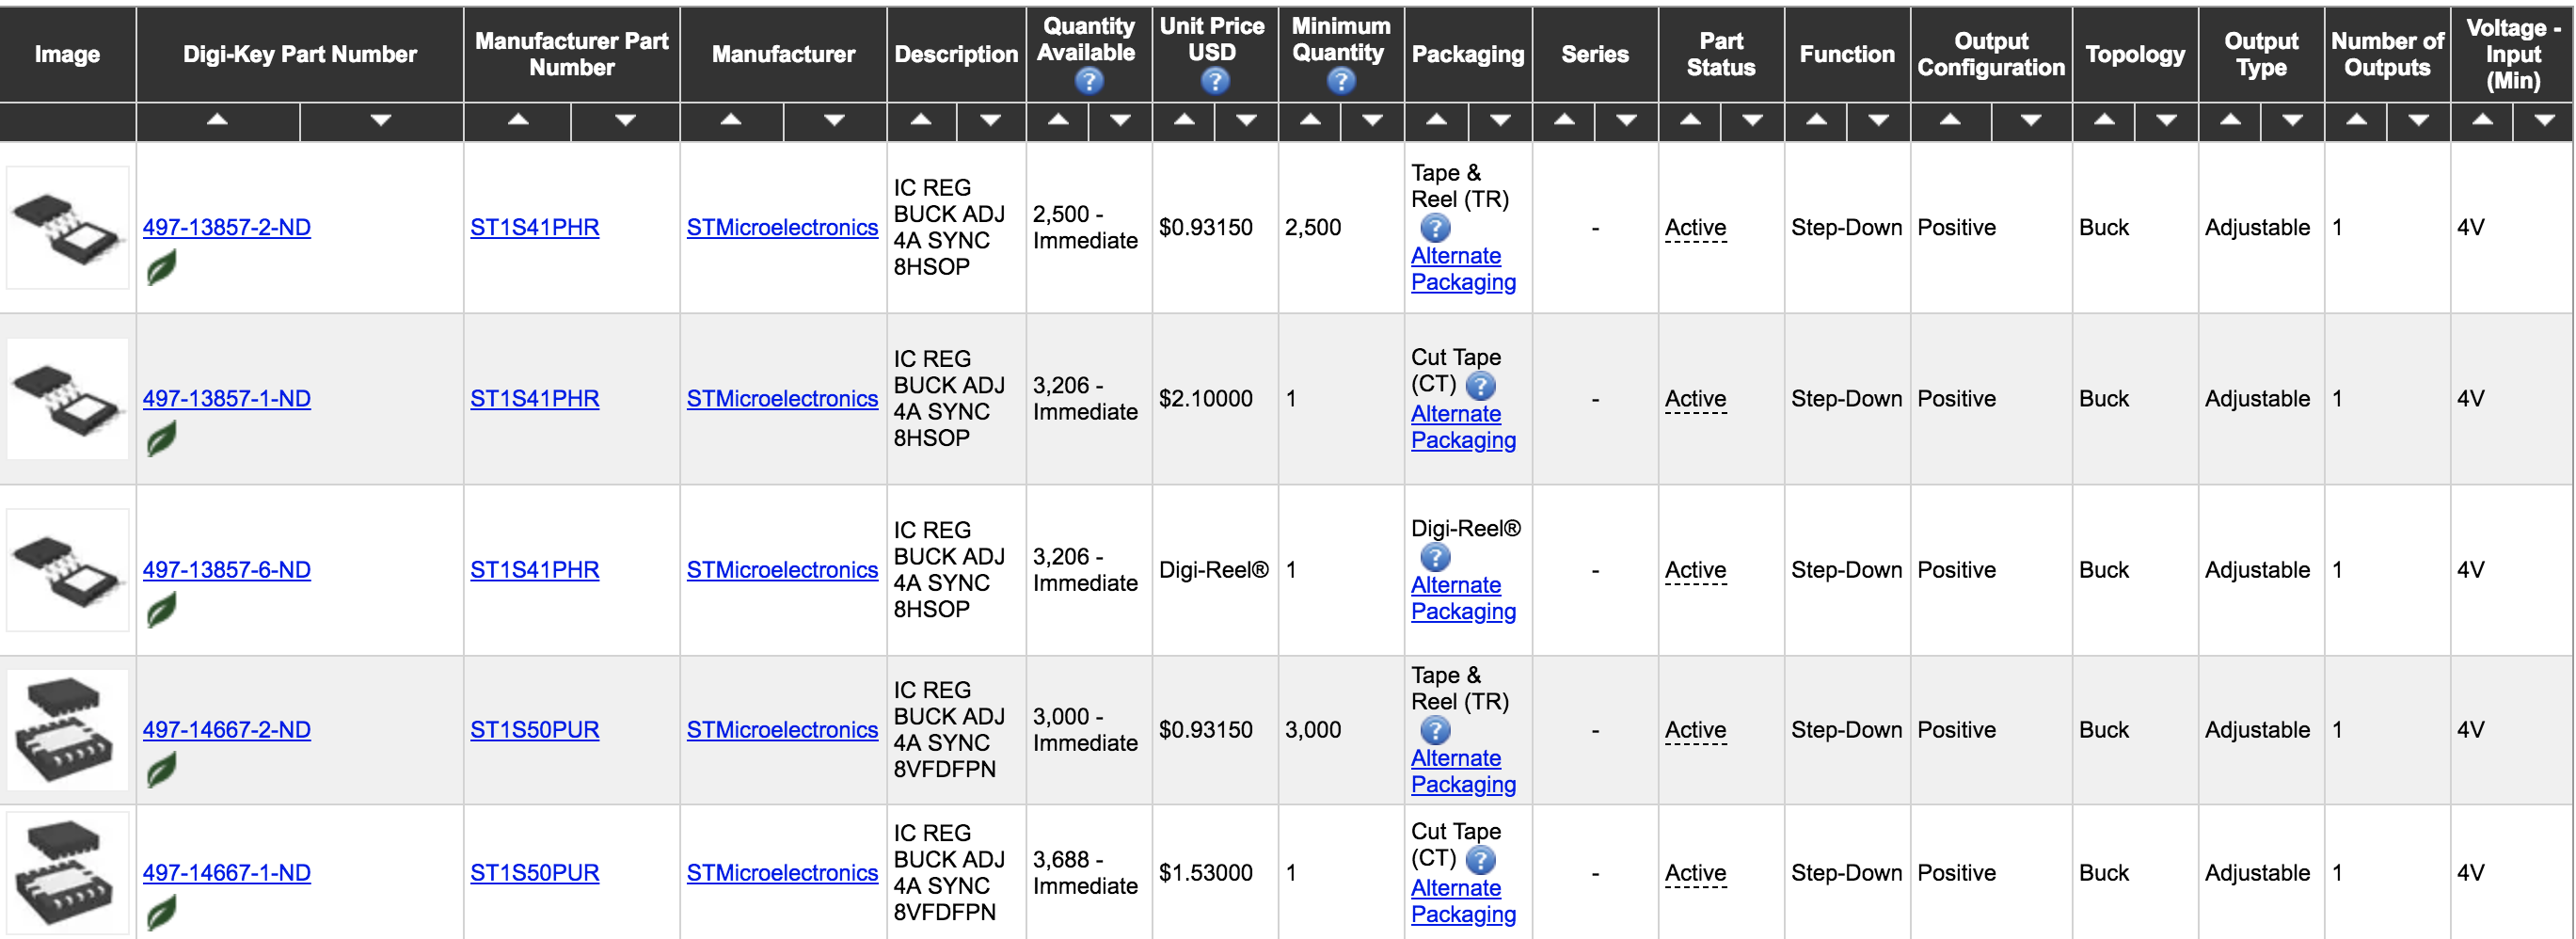 Image
Digi-Key Part Number
Manufacturer Part
Number
Manufacturer
Description
Quantity
Available
Unit Price
USD
Minimum
Quantity
Packaging
Series
Part
Status
Function
Output
Configuration
Topology
Output
Type
Number of
Outputs
Voltage -
Input
(Min)
497-13857-2-ND
ST1S41PHR
STMicroelectronics
IC REG
BUCK ADJ
4A SYNC
8HSOP
2,500 -
Immediate
$0.93150
2,500
Tape &
Reel (TR)
Alternate
Packaging
-
Active
Step-Down
Positive
Buck
Adjustable
1
4V
497-13857-1-ND
ST1S41PHR
STMicroelectronics
IC REG
BUCK ADJ
4A SYNC
8HSOP
3,206 -
Immediate
$2.10000
1
Cut Tape
(CT)
Alternate
Packaging
-
Active
Step-Down
Positive
Buck
Adjustable
1
4V
497-13857-6-ND
ST1S41PHR
STMicroelectronics
IC REG
BUCK ADJ
4A SYNC
8HSOP
3,206 -
Immediate
Digi-Reel®
1
Digi-Reel®
Alternate
Packaging
-
Active
Step-Down
Positive
Buck
Adjustable
1
4V
497-14667-2-ND
ST1S50PUR
STMicroelectronics
IC REG
BUCK ADJ
4A SYNC
8VFDFPN
3,000 -
Immediate
$0.93150
3,000
Tape &
Reel (TR)
Alternate
Packaging
-
Active
Step-Down
Positive
Buck
Adjustable
1
4V
497-14667-1-ND
ST1S50PUR
STMicroelectronics
IC REG
BUCK ADJ
4A SYNC
8VFDFPN
3,688 -
Immediate
$1.53000
1
Cut Tape
(CT)
Alternate
Packaging
-
Active
Step-Down
Positive
Buck
Adjustable
1
4V